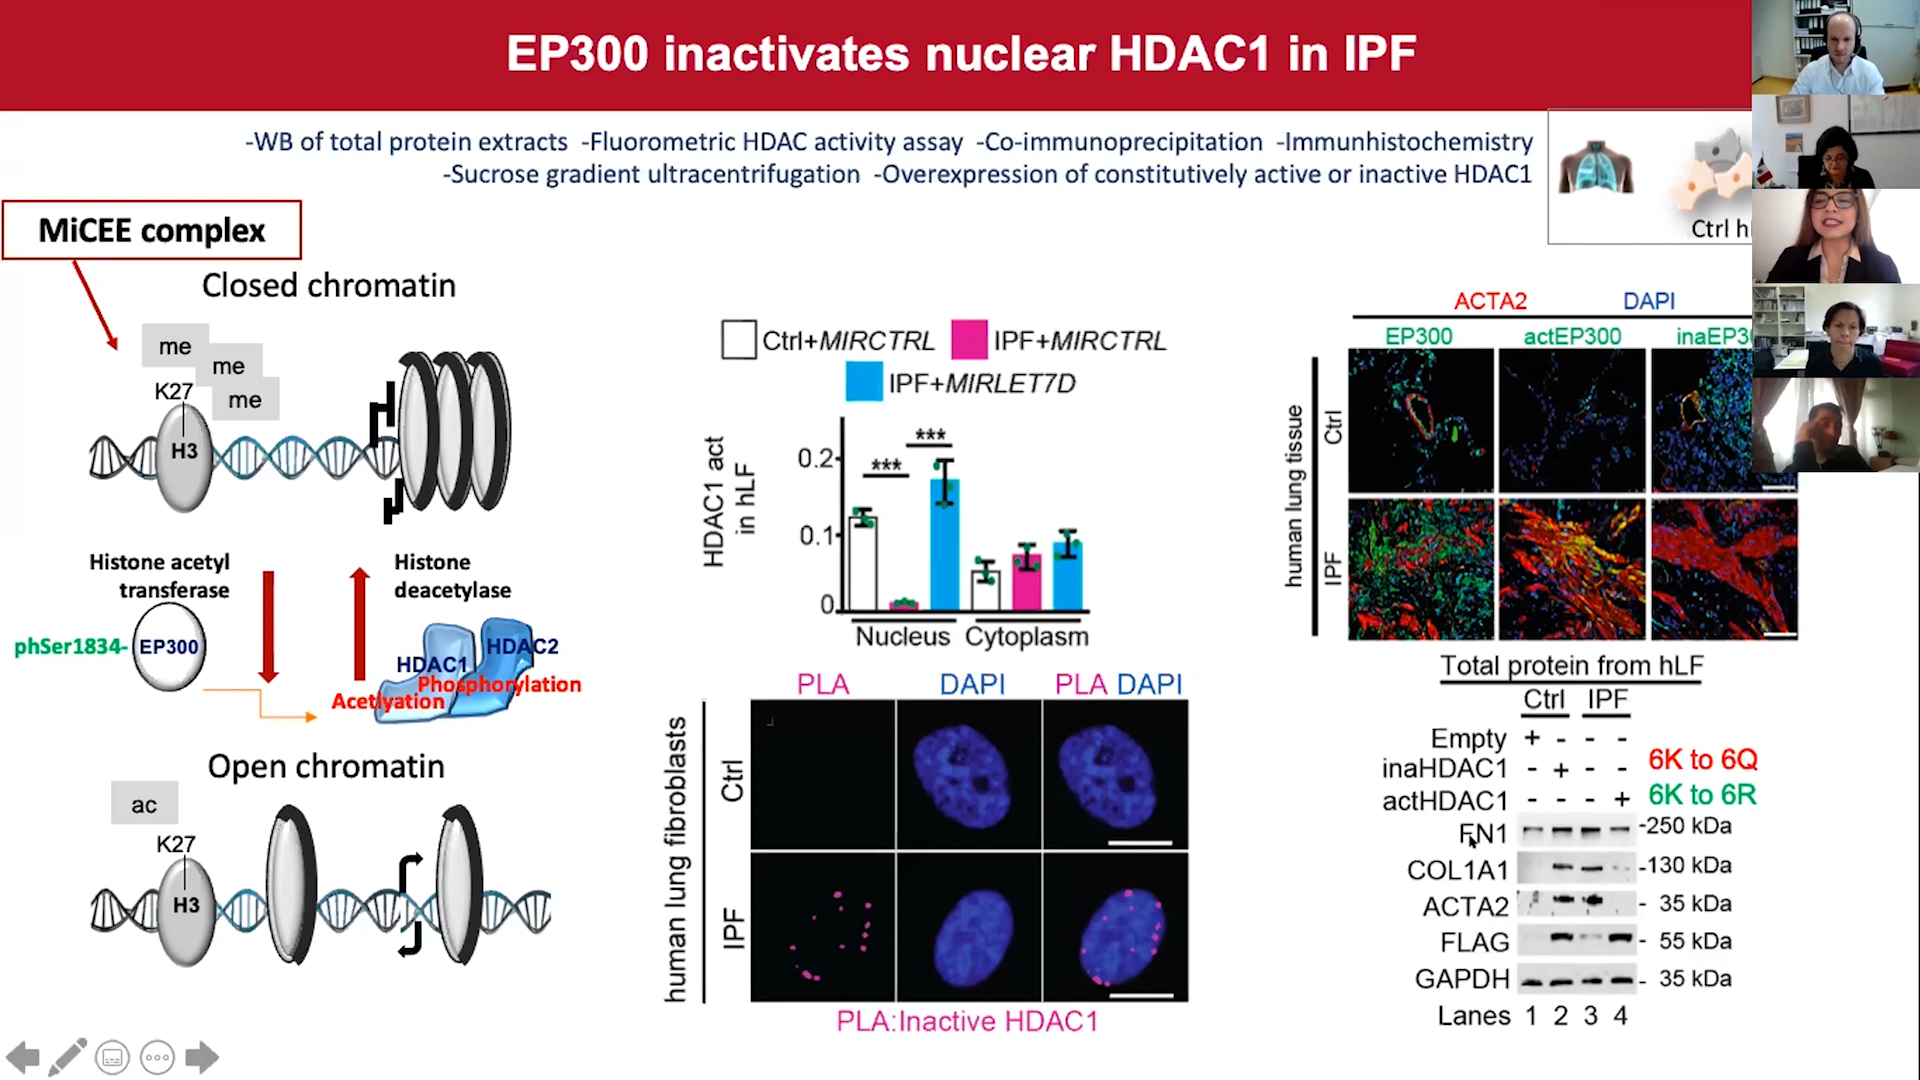 EP300 inactivates nuclear HDAC1 in IPF
-WB of total protein extracts -Fluorometric HDAC activity assay -Co-immunoprecipitation -Immunhistochemistry
-Sucrose gradient ultracentrifugation -Overexpression of constitutively active or inactive HDAC1
Ctrl h
MiCEE complex
Closed chromatin
me
me
me
K27
H3
Histone acetyl
transferase
Histone
deacetylase
phSer1834-
EP300
HDAC1
HDAC2
Phosphorylation
Acetlyation
Open chromatin
ac
K27
H3
Ctrl+MIRCTRL
IPF+MIRCTRL
IPF+MIRLET7D
HDAC1 act
in hLF
0.2
0.1
0
***
***
Nucleus
Cytoplasm
PLA
DAPI
PLA DAPI
human lung fibroblasts
Ctrl
IPF
PLA:Inactive HDAC1
ACTA2
DAPI
EP300
actEP300
inaEP30
human lung tissue
Ctrl
IPF
Total protein from hLF
Ctrl IPF
Empty + - - -
inaHDAC1 - + - -
actHDAC1 - - - +
6K to 6Q
6K to 6R
FN1 -250 kDa
COL1A1 -130 kDa
ACTA2 - 35 kDa
FLAG - 55 kDa
GAPDH - 35 kDa
Lanes 1 2 3 4